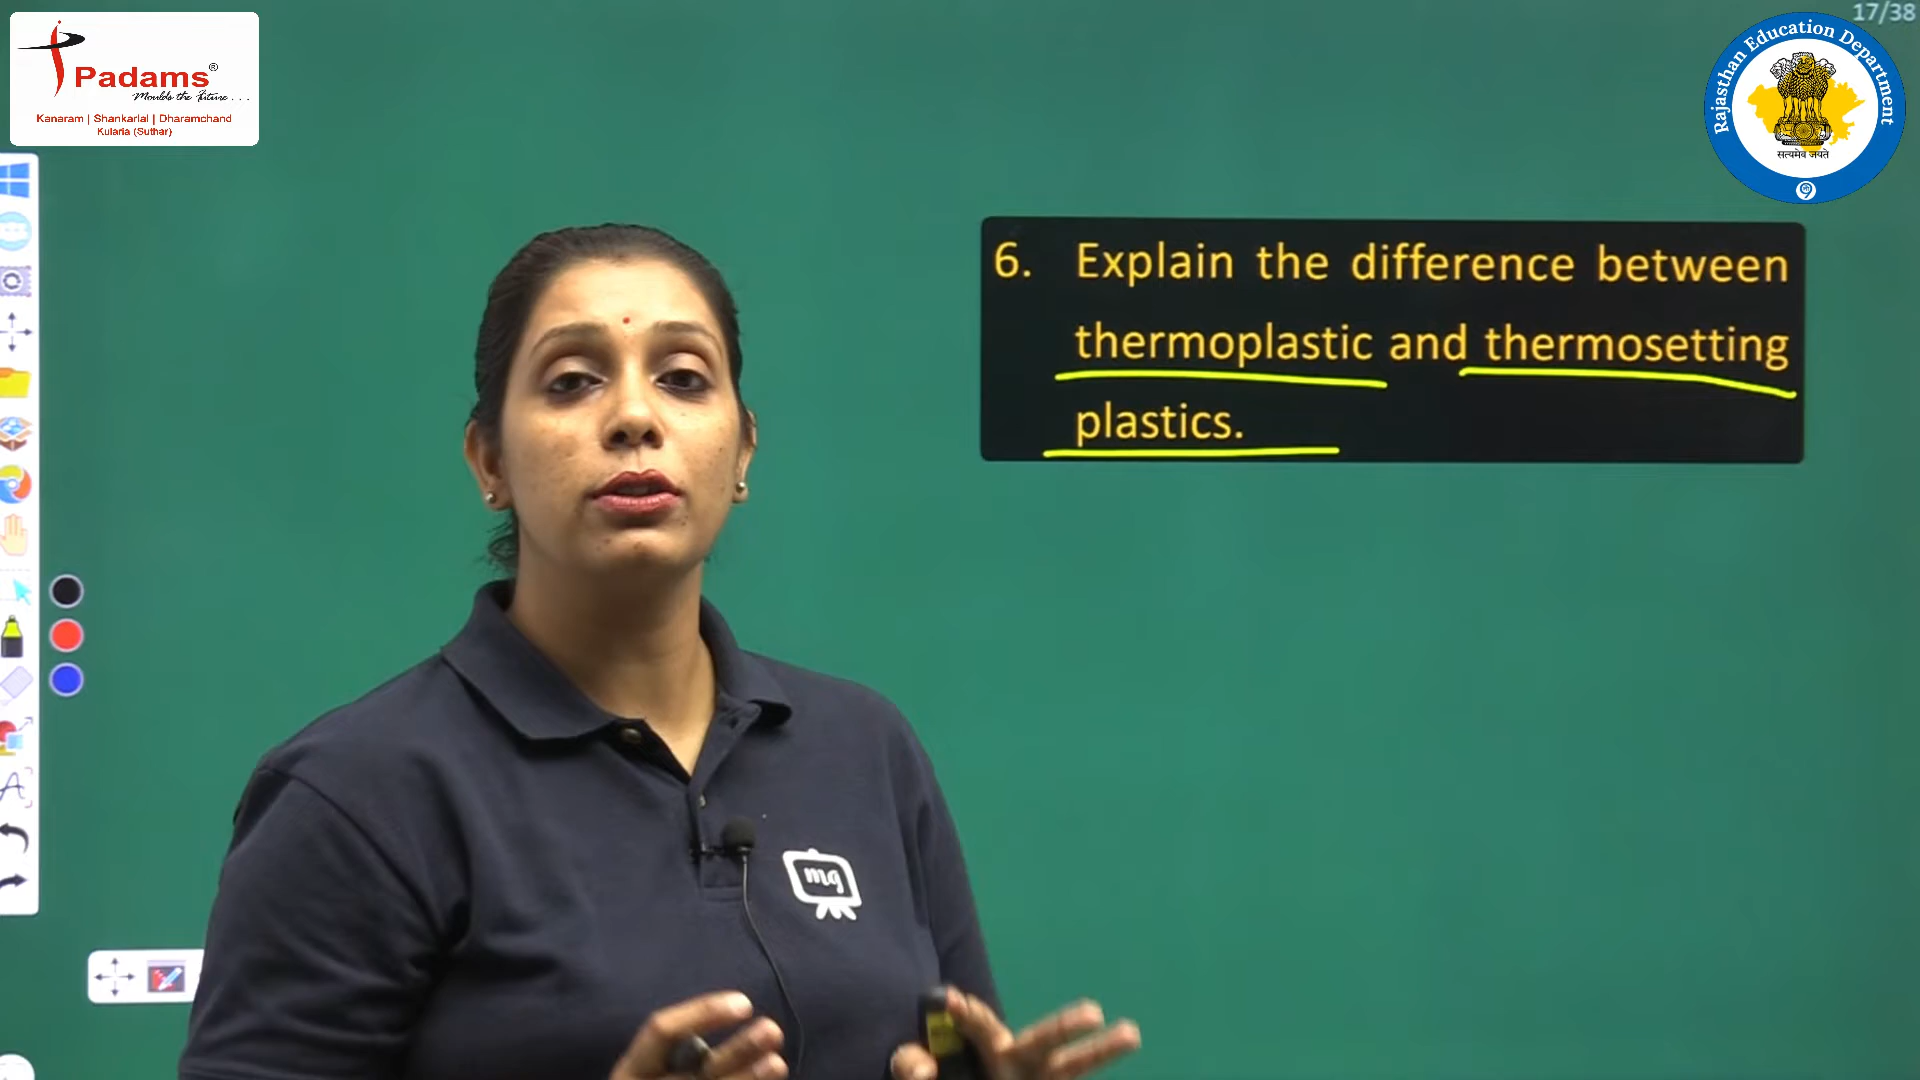 17/38
Padams®
Moulds the Future . . .
Kanaram | Shankarlal | Dharamchand
Kularia (Suthar)
Rajasthan Education Department
सत्यमेव जयते
6. Explain the difference between
thermoplastic and thermosetting
plastics.
mg